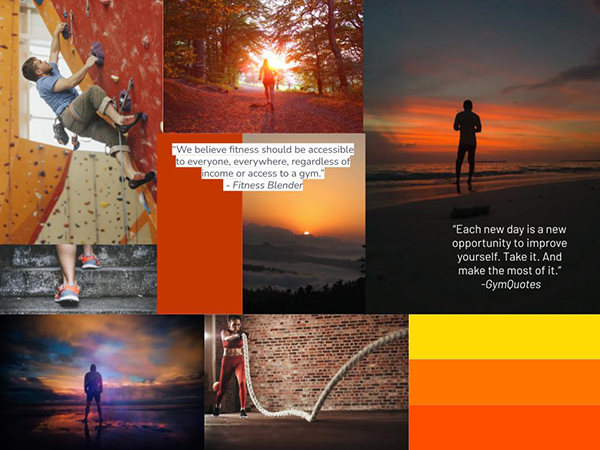 “We believe fitness should be accessible
to everyone, everywhere, regardless of
income or access to a gym.”
- Fitness Blender
“Each new day is a new
opportunity to improve
yourself. Take it. And
make the most of it.”
-GymQuotes